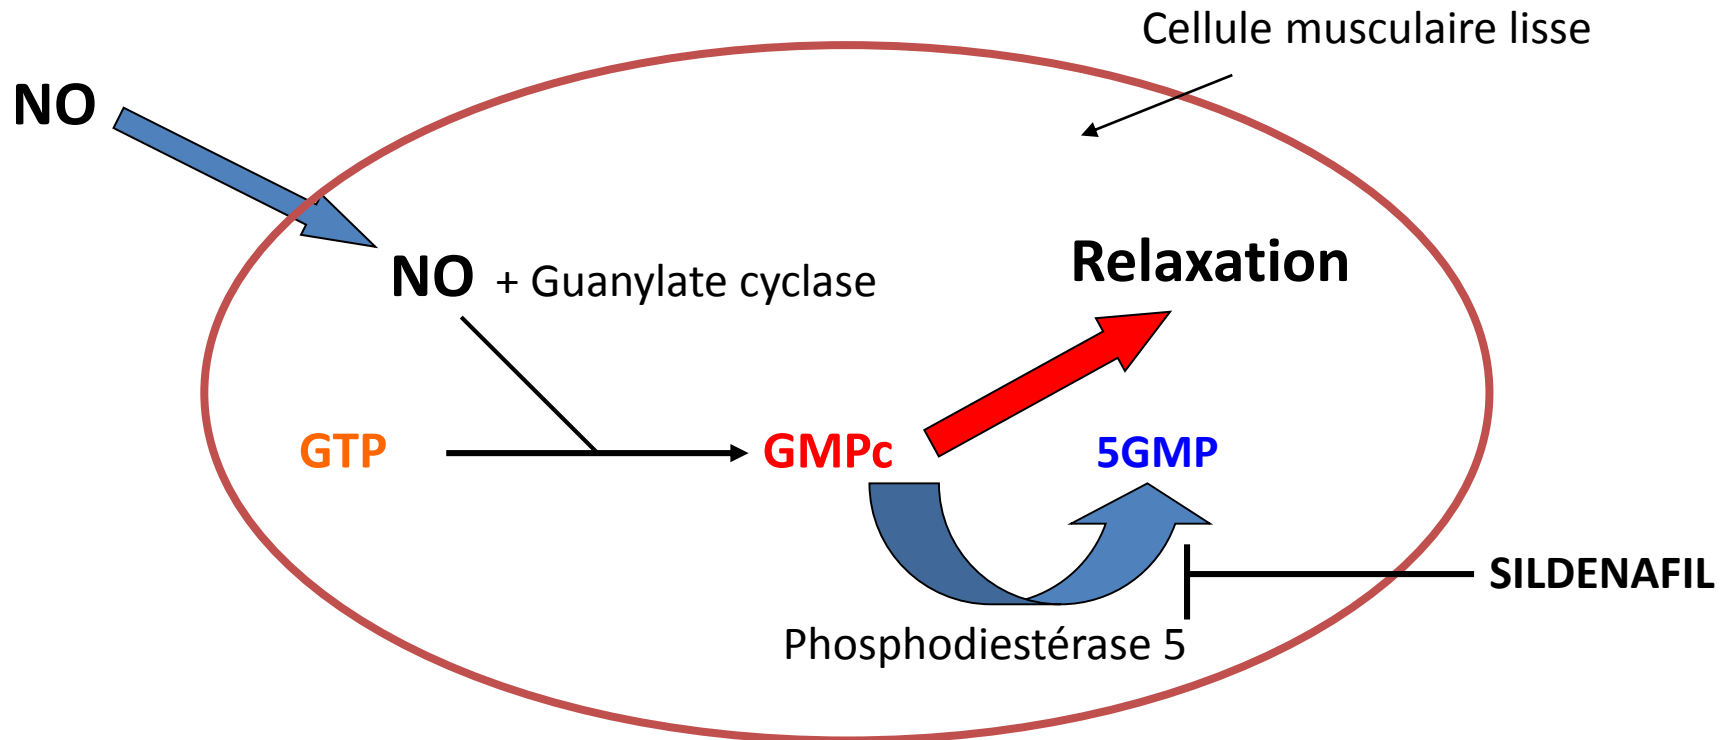 Cellule musculaire lisse
NO
NO + Guanylate cyclase
Relaxation
GTP
GMPc
5GMP
SILDENAFIL
Phosphodiestérase 5